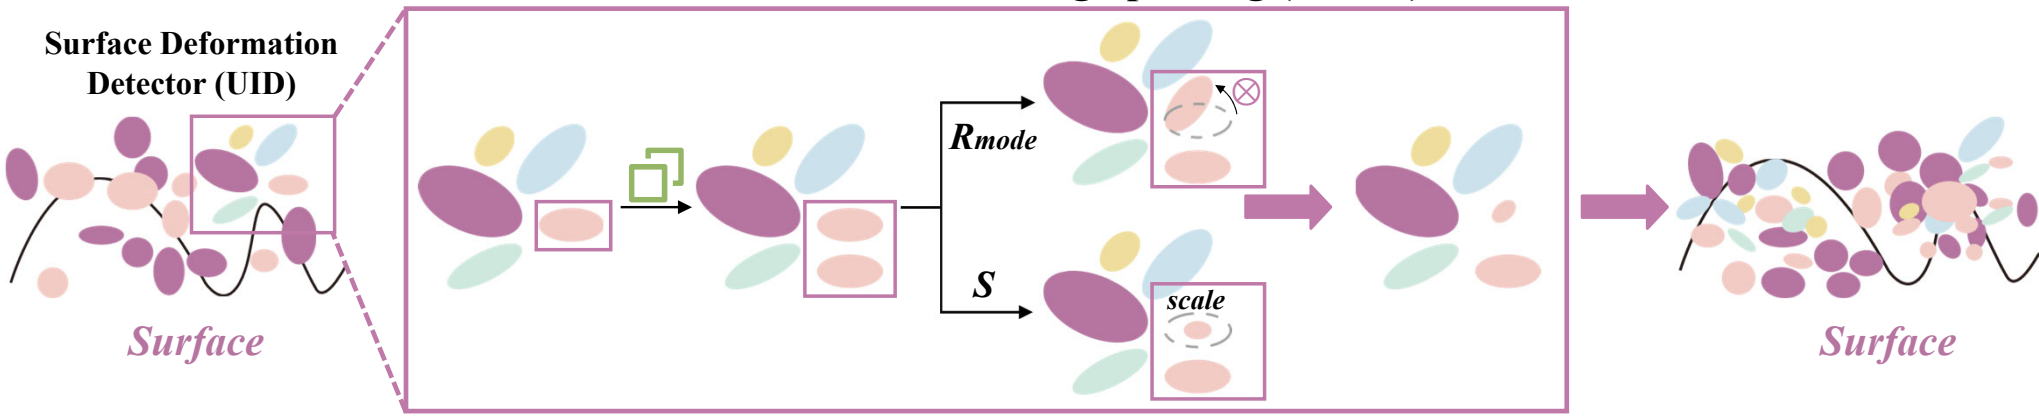 Surface Deformation
Detector (UID)
Rmode
S
scale
Surface
Surface